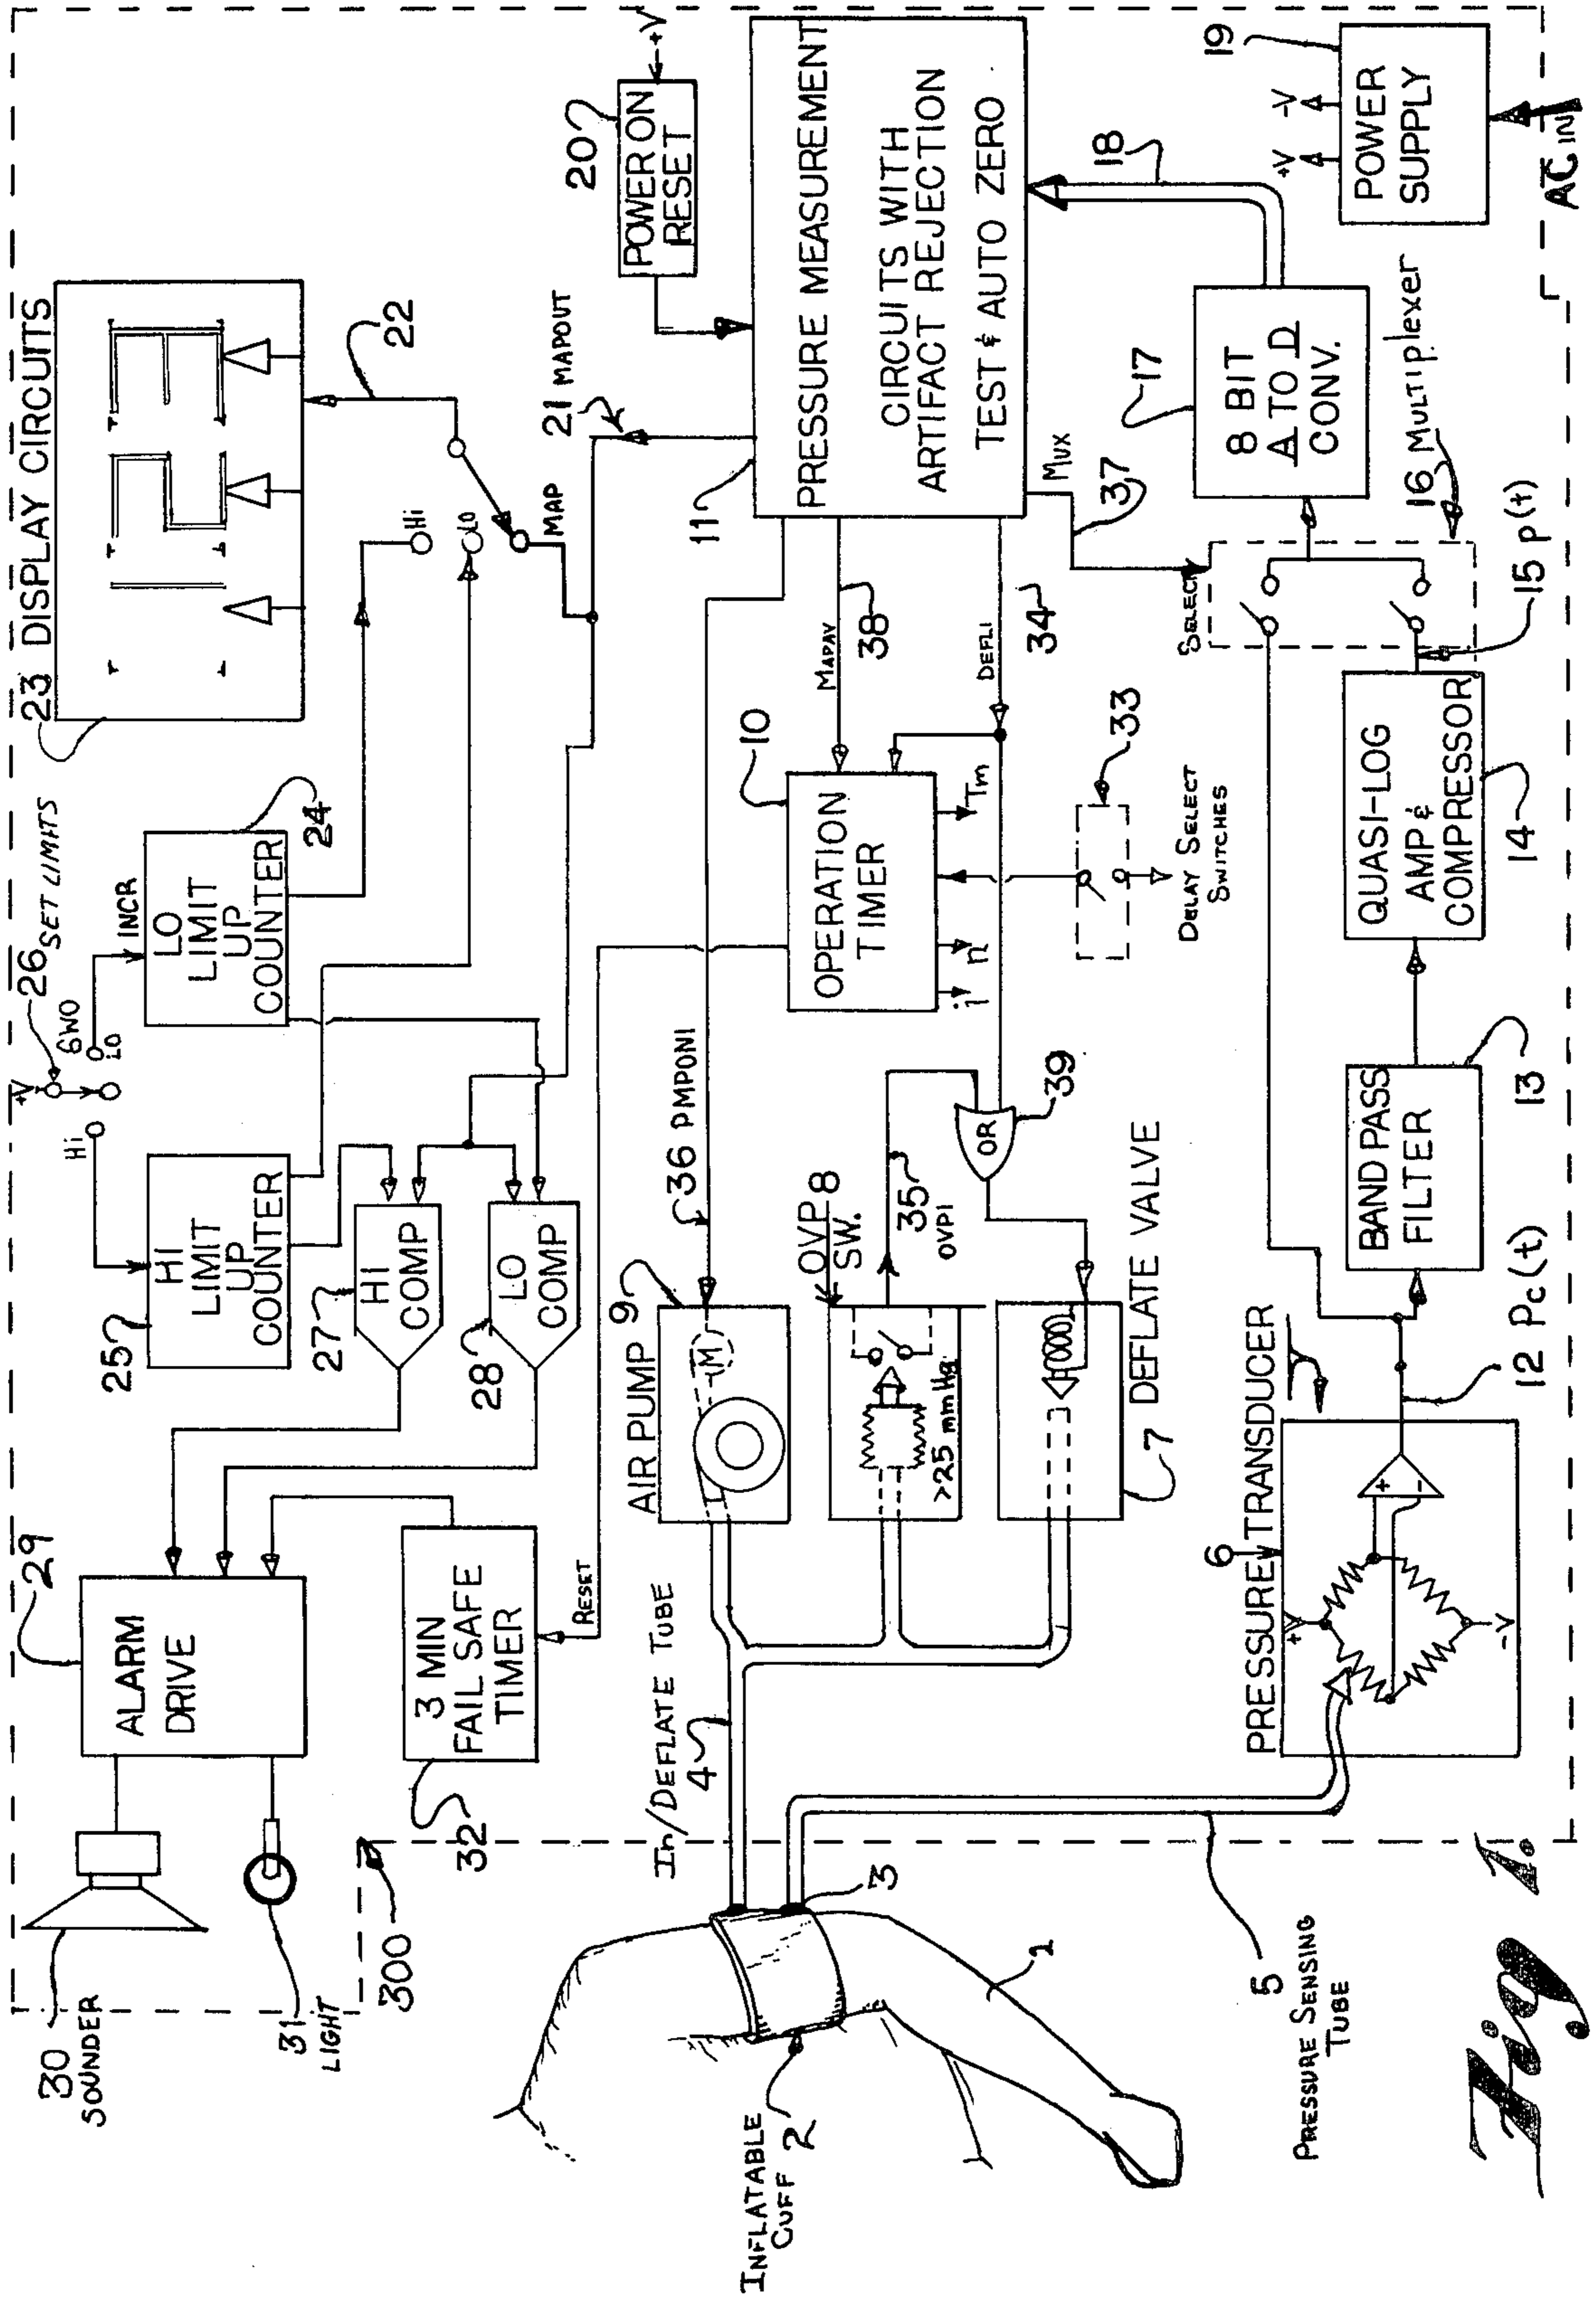 30
SOUNDER
31
LIGHT
300
29
ALARM
DRIVE
32
3 MIN
FAIL SAFE
TIMER
RESET
25
HI
LIMIT
UP
COUNTER
Hi
+V
26 SET LIMITS
GWO
LO
INCR
LO
LIMIT
UP
COUNTER
24
27
HI
COMP
28
LO
COMP
23 DISPLAY CIRCUITS
22
Hi
LO
MAP
21 MAPOUT
20
POWER ON
RESET
+V
INFLATABLE
CUFF 2
1
3
In/DEFLATE TUBE
4
AIR PUMP 9
M
36 PMPONI
OVP 8
SW.
>25 mmHg
35
OVPI
OR
39
7 DEFLATE VALVE
10
OPERATION
TIMER
i
n
Tm
33
DELAY SELECT
SWITCHES
MAPAV
38
DEFLI
34
11
PRESSURE MEASUREMENT
CIRCUITS WITH
ARTIFACT REJECTION
TEST & AUTO ZERO
MUX
37
SELECT
17
8 BIT
A TO D
CONV.
18
16 MULTIPLEXER
15 P(t)
19
+V
-V
POWER
SUPPLY
AC IN
5
PRESSURE SENSING
TUBE
6
PRESSURE TRANSDUCER
+V
-V
+
-
12 Pc(t)
BAND PASS
FILTER
13
QUASI-LOG
AMP &
COMPRESSOR
14
Fig 1.